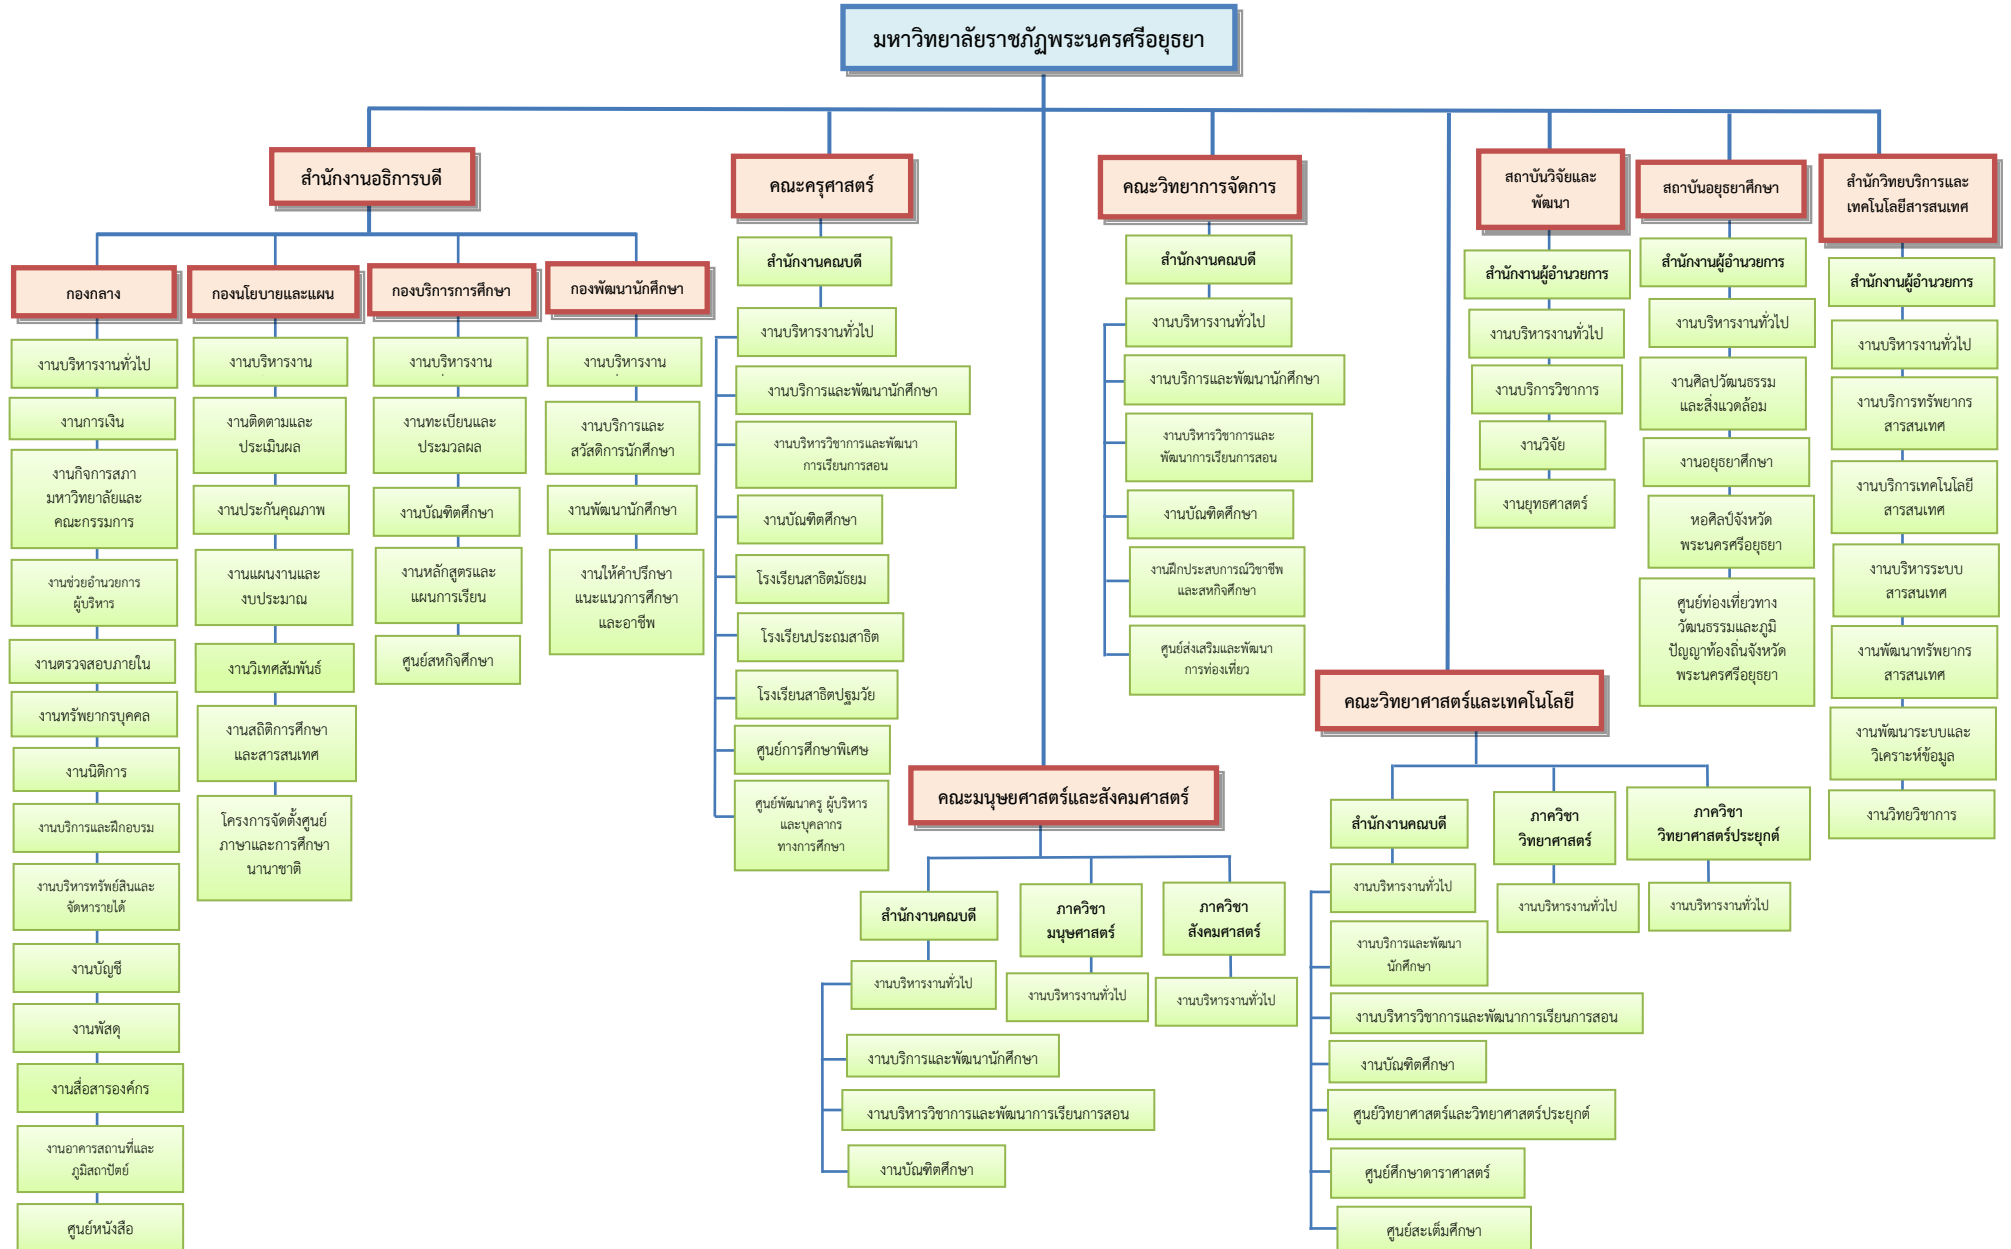 มหาวิทยาลัยราชภัฏพระนครศรีอยุธยา
สำนักงานอธิการบดี
กองกลาง
งานบริหารงานทั่วไป
งานการเงิน
งานกิจการสภา
มหาวิทยาลัยและ
คณะกรรมการ
งานช่วยอำนวยการ
ผู้บริหาร
งานตรวจสอบภายใน
งานทรัพยากรบุคคล
งานนิติการ
งานบริการและฝึกอบรม
งานบริหารทรัพย์สินและ
จัดหารายได้
งานบัญชี
งานพัสดุ
งานสื่อสารองค์กร
งานอาคารสถานที่และ
ภูมิสถาปัตย์
ศูนย์หนังสือ
กองนโยบายและแผน
งานบริหารงาน
งานติดตามและ
ประเมินผล
งานประกันคุณภาพ
งานแผนงานและ
งบประมาณ
งานวิเทศสัมพันธ์
งานสถิติการศึกษา
และสารสนเทศ
โครงการจัดตั้งศูนย์
ภาษาและการศึกษา
นานาชาติ
กองบริการการศึกษา
งานบริหารงาน
งานทะเบียนและ
ประมวลผล
งานบัณฑิตศึกษา
งานหลักสูตรและ
แผนการเรียน
ศูนย์สหกิจศึกษา
กองพัฒนานักศึกษา
งานบริหารงาน
งานบริการและ
สวัสดิการนักศึกษา
งานพัฒนานักศึกษา
งานให้คำปรึกษา
แนะแนวการศึกษา
และอาชีพ
คณะครุศาสตร์
สำนักงานคณบดี
งานบริหารงานทั่วไป
งานบริการและพัฒนานักศึกษา
งานบริหารวิชาการและพัฒนา
การเรียนการสอน
งานบัณฑิตศึกษา
โรงเรียนสาธิตมัธยม
โรงเรียนประถมสาธิต
โรงเรียนสาธิตปฐมวัย
ศูนย์การศึกษาพิเศษ
ศูนย์พัฒนาครู ผู้บริหาร
และบุคลากร
ทางการศึกษา
คณะมนุษยศาสตร์และสังคมศาสตร์
สำนักงานคณบดี
งานบริหารงานทั่วไป
งานบริการและพัฒนานักศึกษา
งานบริหารวิชาการและพัฒนาการเรียนการสอน
งานบัณฑิตศึกษา
ภาควิชา
มนุษศาสตร์
งานบริหารงานทั่วไป
ภาควิชา
สังคมศาสตร์
งานบริหารงานทั่วไป
คณะวิทยาการจัดการ
สำนักงานคณบดี
งานบริหารงานทั่วไป
งานบริการและพัฒนานักศึกษา
งานบริหารวิชาการและ
พัฒนาการเรียนการสอน
งานบัณฑิตศึกษา
งานฝึกประสบการณ์วิชาชีพ
และสหกิจศึกษา
ศูนย์ส่งเสริมและพัฒนา
การท่องเที่ยว
คณะวิทยาศาสตร์และเทคโนโลยี
สำนักงานคณบดี
งานบริหารงานทั่วไป
งานบริการและพัฒนา
นักศึกษา
งานบริหารวิชาการและพัฒนาการเรียนการสอน
งานบัณฑิตศึกษา
ศูนย์วิทยาศาสตร์และวิทยาศาสตร์ประยุกต์
ศูนย์ศึกษาดาราศาสตร์
ศูนย์สะเต็มศึกษา
ภาควิชา
วิทยาศาสตร์
งานบริหารงานทั่วไป
ภาควิชา
วิทยาศาสตร์ประยุกต์
งานบริหารงานทั่วไป
สถาบันวิจัยและ
พัฒนา
สำนักงานผู้อำนวยการ
งานบริหารงานทั่วไป
งานบริการวิชาการ
งานวิจัย
งานยุทธศาสตร์
สถาบันอยุธยาศึกษา
สำนักงานผู้อำนวยการ
งานบริหารงานทั่วไป
งานศิลปวัฒนธรรม
และสิ่งแวดล้อม
งานอยุธยาศึกษา
หอศิลป์จังหวัด
พระนครศรีอยุธยา
ศูนย์ท่องเที่ยวทาง
วัฒนธรรมและภูมิ
ปัญญาท้องถิ่นจังหวัด
พระนครศรีอยุธยา
สำนักวิทยบริการและ
เทคโนโลยีสารสนเทศ
สำนักงานผู้อำนวยการ
งานบริหารงานทั่วไป
งานบริการทรัพยากร
สารสนเทศ
งานบริการเทคโนโลยี
สารสนเทศ
งานบริหารระบบ
สารสนเทศ
งานพัฒนาทรัพยากร
สารสนเทศ
งานพัฒนาระบบและ
วิเคราะห์ข้อมูล
งานวิทยวิชาการ